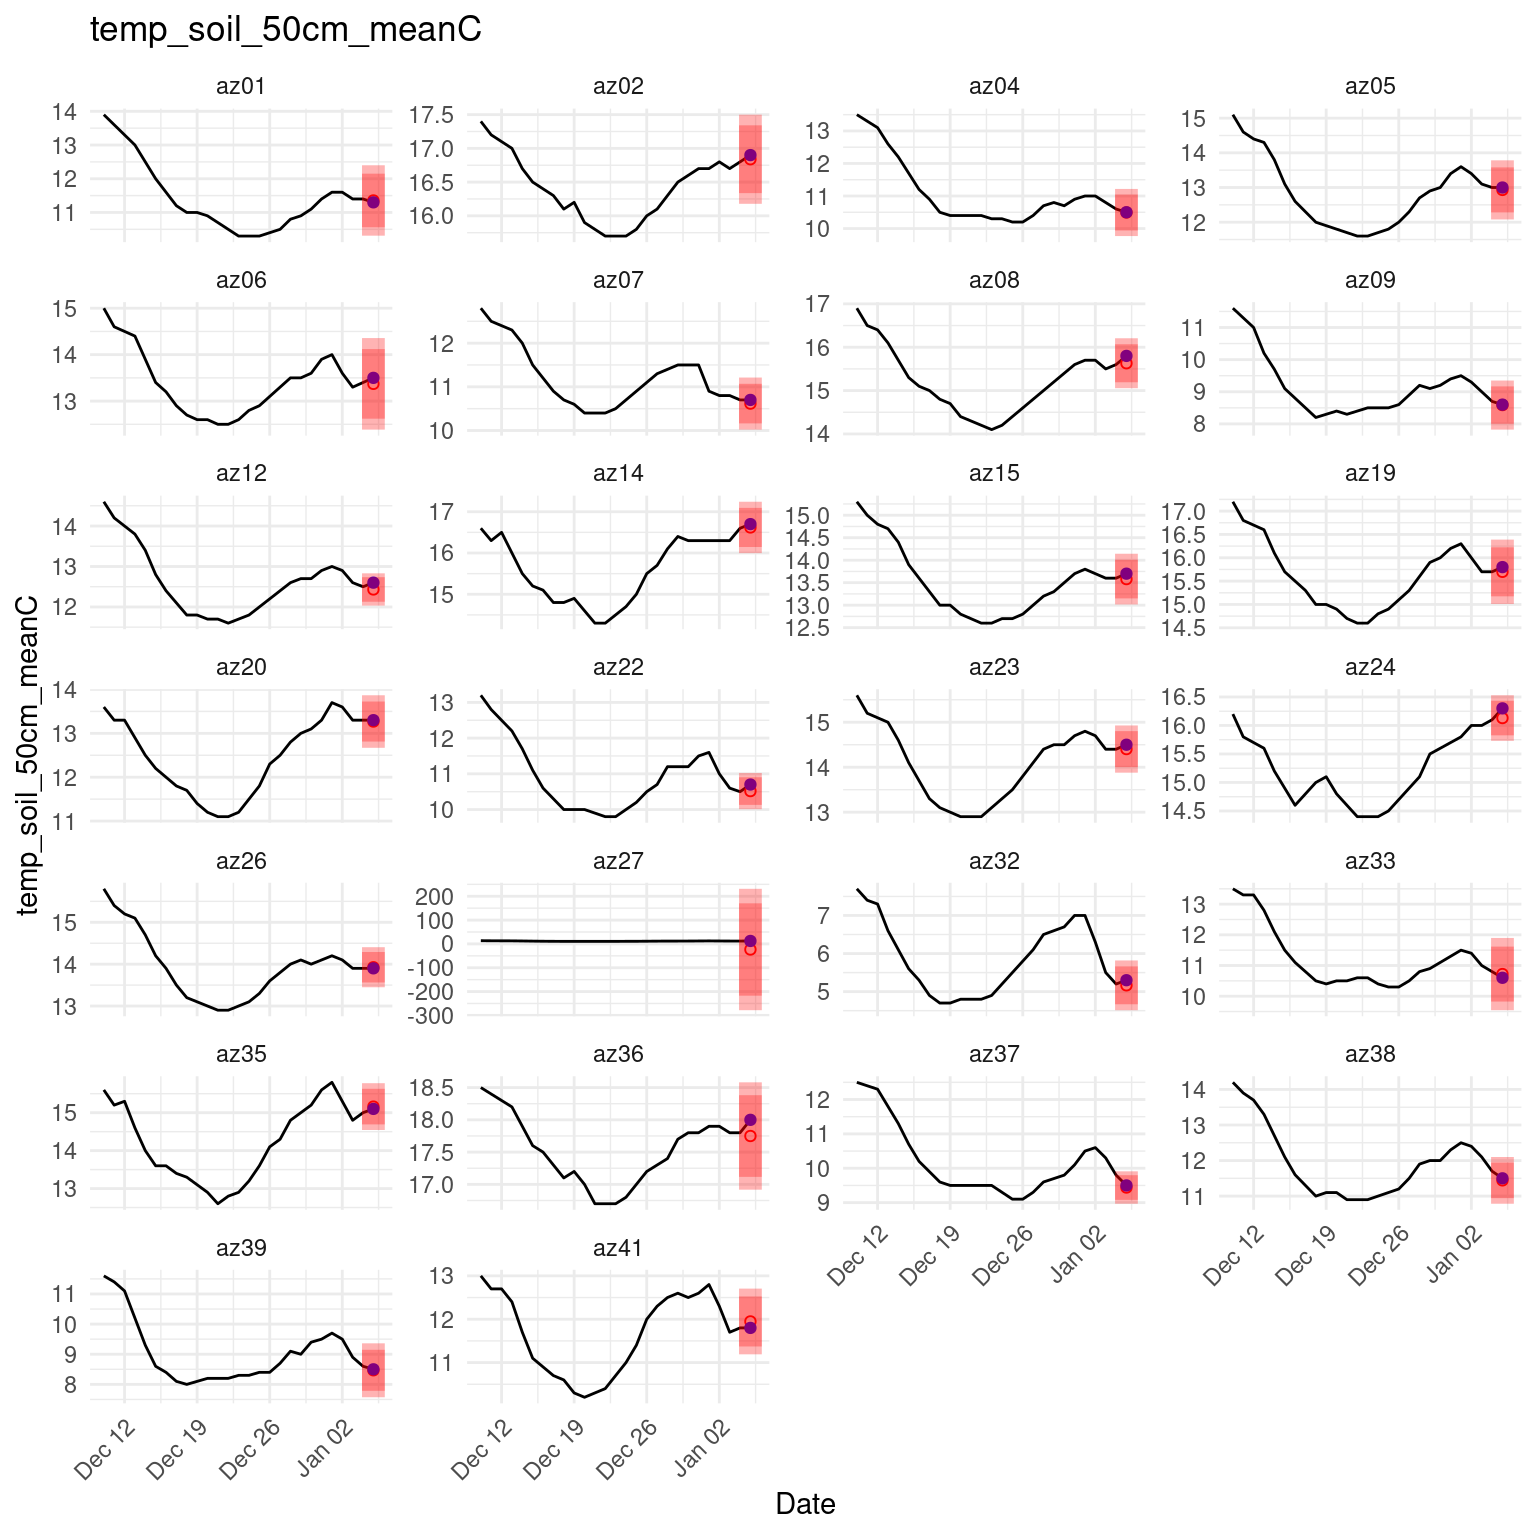 temp_soil_50cm_meanC
az01 az02 az04 az05
14 13 12 11
17.5 17.0 16.5 16.0
13 12 11 10
15 14 13 12
az06 az07 az08 az09
15 14 13
12 11 10
17 16 15 14
11 10 9 8
az12 az14 az15 az19
14 13 12
17 16 15
15.0 14.5 14.0 13.5 13.0 12.5
17.0 16.5 16.0 15.5 15.0 14.5
az20 az22 az23 az24
14 13 12 11
13 12 11 10
15 14 13
16.5 16.0 15.5 15.0 14.5
az26 az27 az32 az33
15 14 13
200 100 0 -100 -200 -300
7 6 5
13 12 11 10
az35 az36 az37 az38
15 14 13
18.5 18.0 17.5 17.0
12 11 10 9
14 13 12 11
Dec 12 Dec 19 Dec 26 Jan 02
Dec 12 Dec 19 Dec 26 Jan 02
az39 az41
11 10 9 8
13 12 11
Dec 12 Dec 19 Dec 26 Jan 02
Dec 12 Dec 19 Dec 26 Jan 02
temp_soil_50cm_meanC
Date